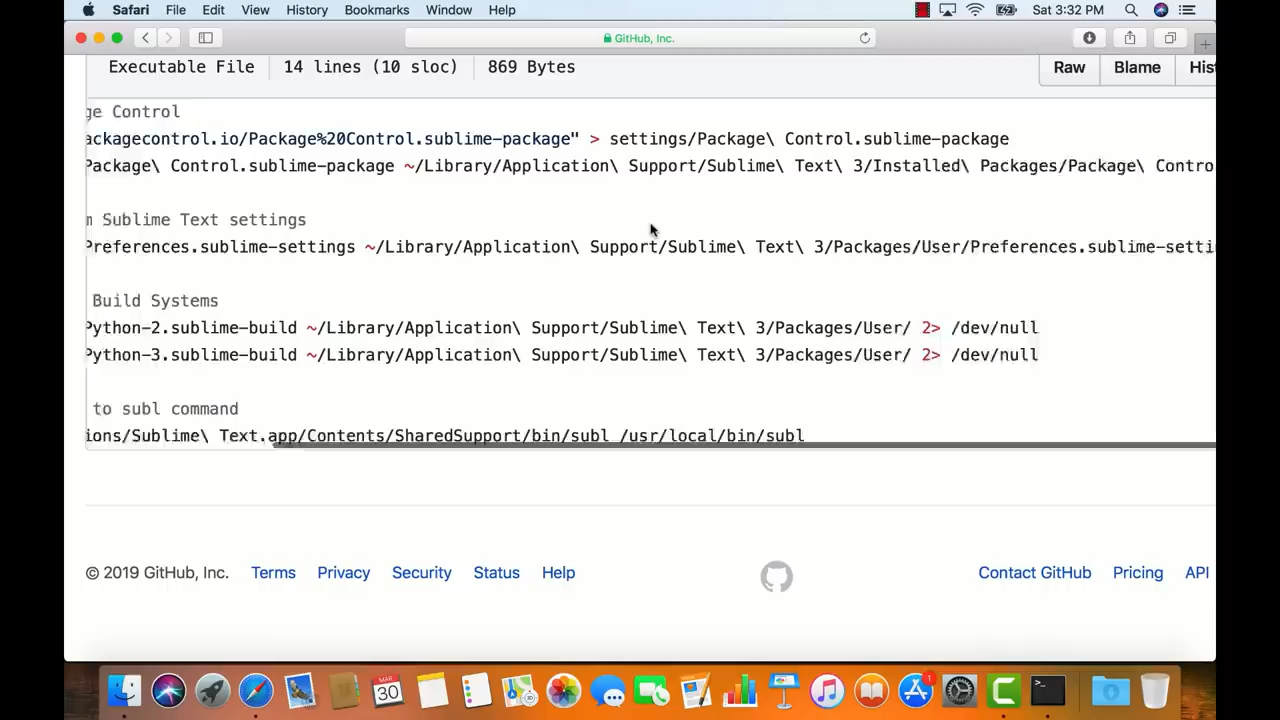 Safari File Edit View History Bookmarks Window Help Sat 3:32 PM
GitHub, Inc.
Executable File 14 lines (10 sloc) 869 Bytes Raw Blame Hist
ge Control
ackagecontrol.io/Package%20Control.sublime-package" > settings/Package\ Control.sublime-package
Package\ Control.sublime-package ~/Library/Application\ Support/Sublime\ Text\ 3/Installed\ Packages/Package\ Contro
m Sublime Text settings
Preferences.sublime-settings ~/Library/Application\ Support/Sublime\ Text\ 3/Packages/User/Preferences.sublime-setti
Build Systems
Python-2.sublime-build ~/Library/Application\ Support/Sublime\ Text\ 3/Packages/User/ 2> /dev/null
Python-3.sublime-build ~/Library/Application\ Support/Sublime\ Text\ 3/Packages/User/ 2> /dev/null
to subl command
ions/Sublime\ Text.app/Contents/SharedSupport/bin/subl /usr/local/bin/subl
© 2019 GitHub, Inc. Terms Privacy Security Status Help Contact GitHub Pricing API
MAR
30
1